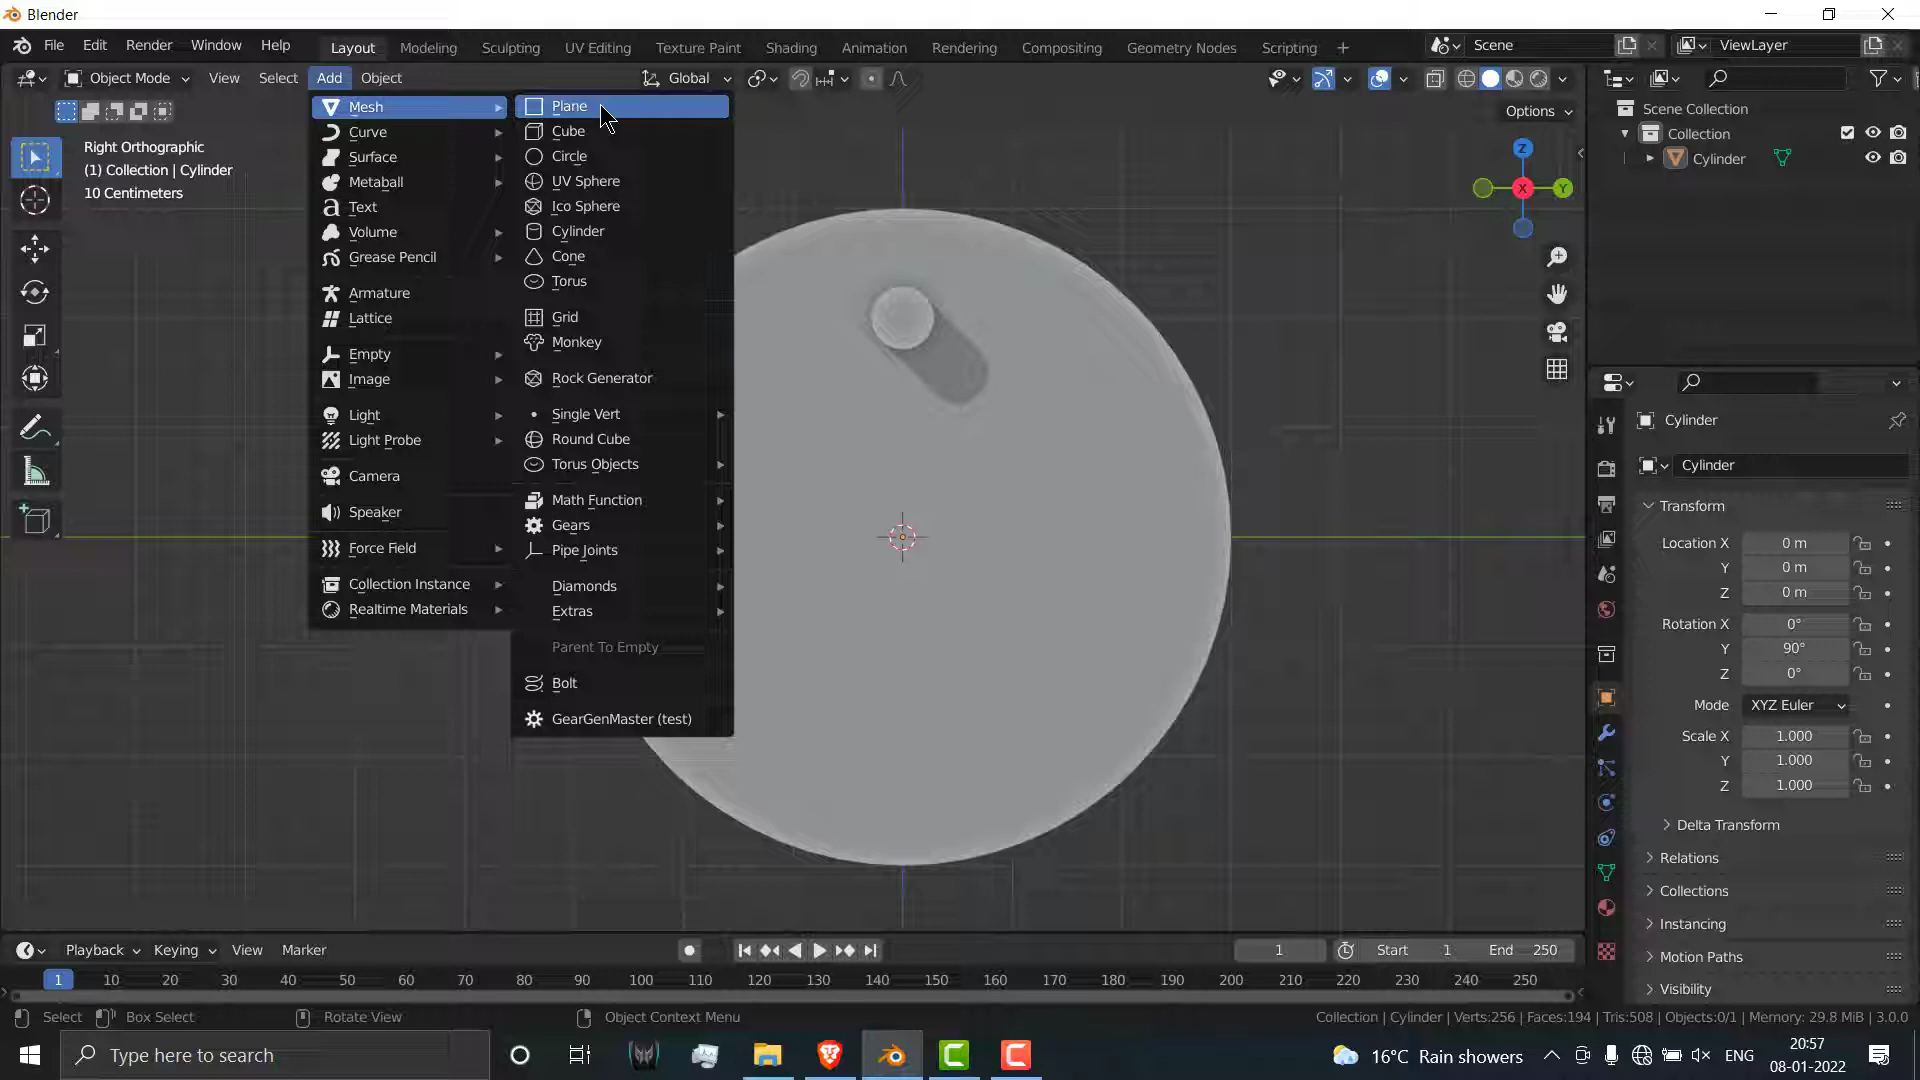 Blender
File Edit Render Window Help Layout Modeling Sculpting UV Editing Texture Paint Shading Animation Rendering Compositing Geometry Nodes Scripting + Scene ViewLayer
Object Mode View Select Add Object Global
Options
Right Orthographic
(1) Collection | Cylinder
10 Centimeters
Mesh
Curve
Surface
Metaball
Text
Volume
Grease Pencil
Armature
Lattice
Empty
Image
Light
Light Probe
Camera
Speaker
Force Field
Collection Instance
Realtime Materials
Plane
Cube
Circle
UV Sphere
Ico Sphere
Cylinder
Cone
Torus
Grid
Monkey
Rock Generator
Single Vert
Round Cube
Torus Objects
Math Function
Gears
Pipe Joints
Diamonds
Extras
Parent To Empty
Bolt
GearGenMaster (test)
Z
X
Y
Scene Collection
Collection
Cylinder
Cylinder
Cylinder
Transform
Location X 0 m
Y 0 m
Z 0 m
Rotation X 0°
Y 90°
Z 0°
Mode XYZ Euler
Scale X 1.000
Y 1.000
Z 1.000
Delta Transform
Relations
Collections
Instancing
Motion Paths
Visibility
Playback Keying View Marker 1 Start 1 End 250
1 10 20 30 40 50 60 70 80 90 100 110 120 130 140 150 160 170 180 190 200 210 220 230 240 250
Select Box Select Rotate View Object Context Menu Collection | Cylinder | Verts:256 | Faces:194 | Tris:508 | Objects:0/1 | Memory: 29.8 MiB | 3.0.0
Type here to search 16°C Rain showers ENG 20:57
08-01-2022